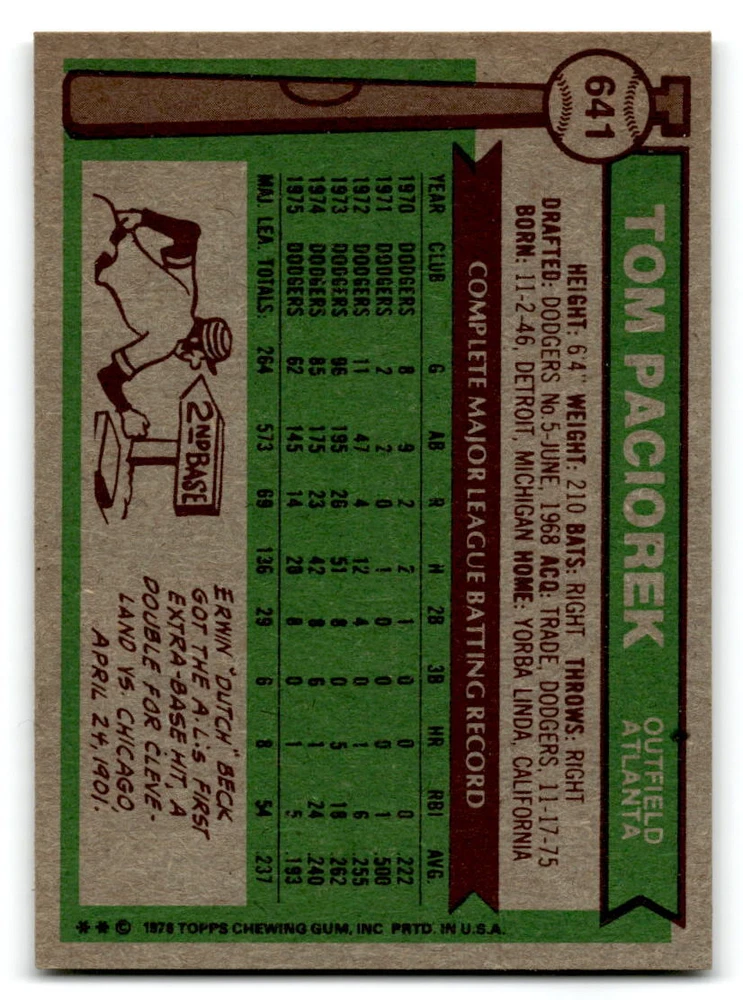 641
TOM PACIOREK
OUTFIELD
ATLANTA
HEIGHT: 6'4" WEIGHT: 210 BATS: RIGHT THROWS: RIGHT
DRAFTED: DODGERS No. 5-JUNE, 1968 ACQ: TRADE, DODGERS, 11-17-75
BORN: 11-2-46, DETROIT, MICHIGAN HOME: YORBA LINDA, CALIFORNIA
COMPLETE MAJOR LEAGUE BATTING RECORD
YEAR CLUB G AB R H 2B 3B HR RBI AVG.
1970 DODGERS 8 9 2 2 1 0 0 0 .222
1971 DODGERS 2 2 0 1 0 0 0 1 .500
1972 DODGERS 11 47 4 12 4 0 1 6 .255
1973 DODGERS 96 195 26 51 8 0 5 18 .262
1974 DODGERS 85 175 23 42 8 6 1 24 .240
1975 DODGERS 62 145 14 28 8 0 1 5 .193
MAJ. LEA. TOTALS: 264 573 69 136 29 6 8 54 .237
2ND BASE
ERWIN "DUTCH" BECK
GOT THE A.L.'S FIRST
EXTRA-BASE HIT, A
DOUBLE FOR CLEVE-
LAND VS. CHICAGO,
APRIL 24, 1901.
** © 1976 TOPPS CHEWING GUM, INC PRTD. IN U.S.A.